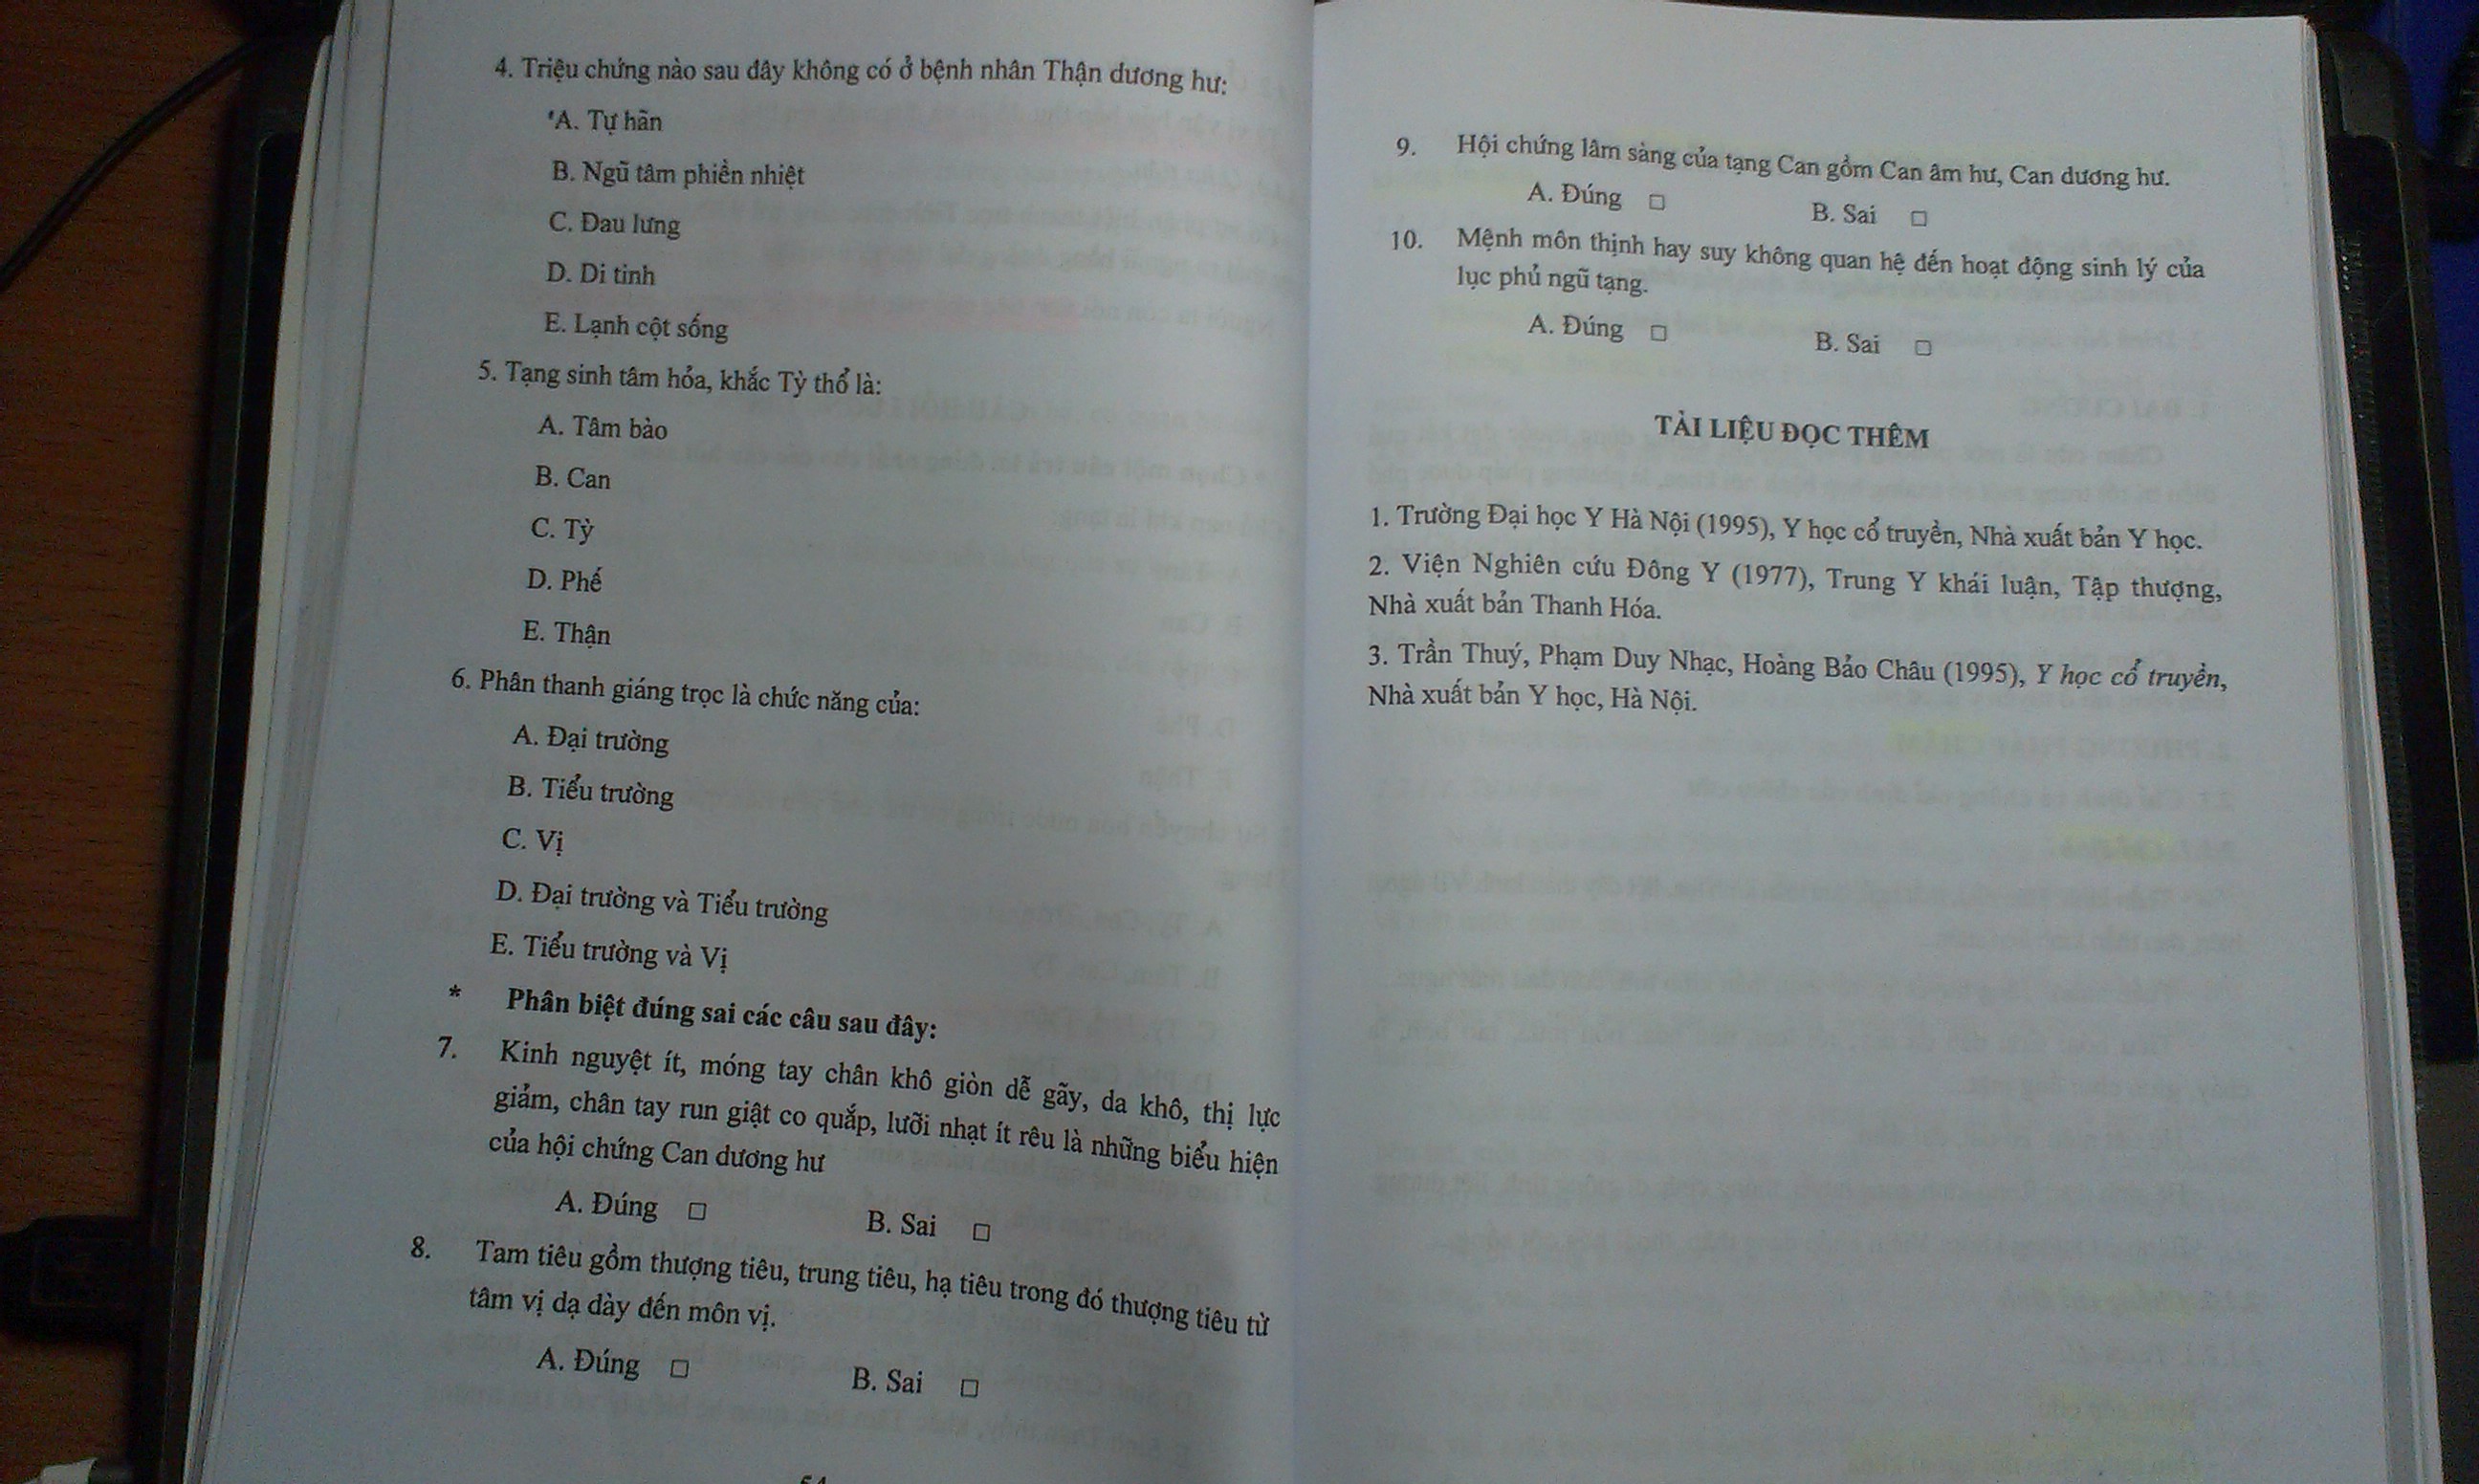 4. Triệu chứng nào sau đây không có ở bệnh nhân Thận dương hư:
A. Tự hãn
B. Ngũ tâm phiền nhiệt
C. Đau lưng
D. Di tinh
E. Lạnh cột sống
5. Tạng sinh tâm hỏa, khắc Tỳ thổ là:
A. Tâm bào
B. Can
C. Tỳ
D. Phế
E. Thận
6. Phân thanh giáng trọc là chức năng của:
A. Đại trường
B. Tiểu trường
C. Vị
D. Đại trường và Tiểu trường
E. Tiểu trường và Vị
* Phân biệt đúng sai các câu sau đây:
7. Kinh nguyệt ít, móng tay chân khô giòn dễ gãy, da khô, thị lực
giảm, chân tay run giật co quắp, lưỡi nhạt ít rêu là những biểu hiện
của hội chứng Can dương hư
A. Đúng □ B. Sai □
8. Tam tiêu gồm thượng tiêu, trung tiêu, hạ tiêu trong đó thượng tiêu từ
tâm vị dạ dày đến môn vị.
A. Đúng □ B. Sai □
9. Hội chứng lâm sàng của tạng Can gồm Can âm hư, Can dương hư.
A. Đúng □ B. Sai □
10. Mệnh môn thịnh hay suy không quan hệ đến hoạt động sinh lý của
lục phủ ngũ tạng.
A. Đúng □ B. Sai □
TÀI LIỆU ĐỌC THÊM
1. Trường Đại học Y Hà Nội (1995), Y học cổ truyền, Nhà xuất bản Y học.
2. Viện Nghiên cứu Đông Y (1977), Trung Y khái luận, Tập thượng,
Nhà xuất bản Thanh Hóa.
3. Trần Thuý, Phạm Duy Nhạc, Hoàng Bảo Châu (1995), Y học cổ truyền,
Nhà xuất bản Y học, Hà Nội.